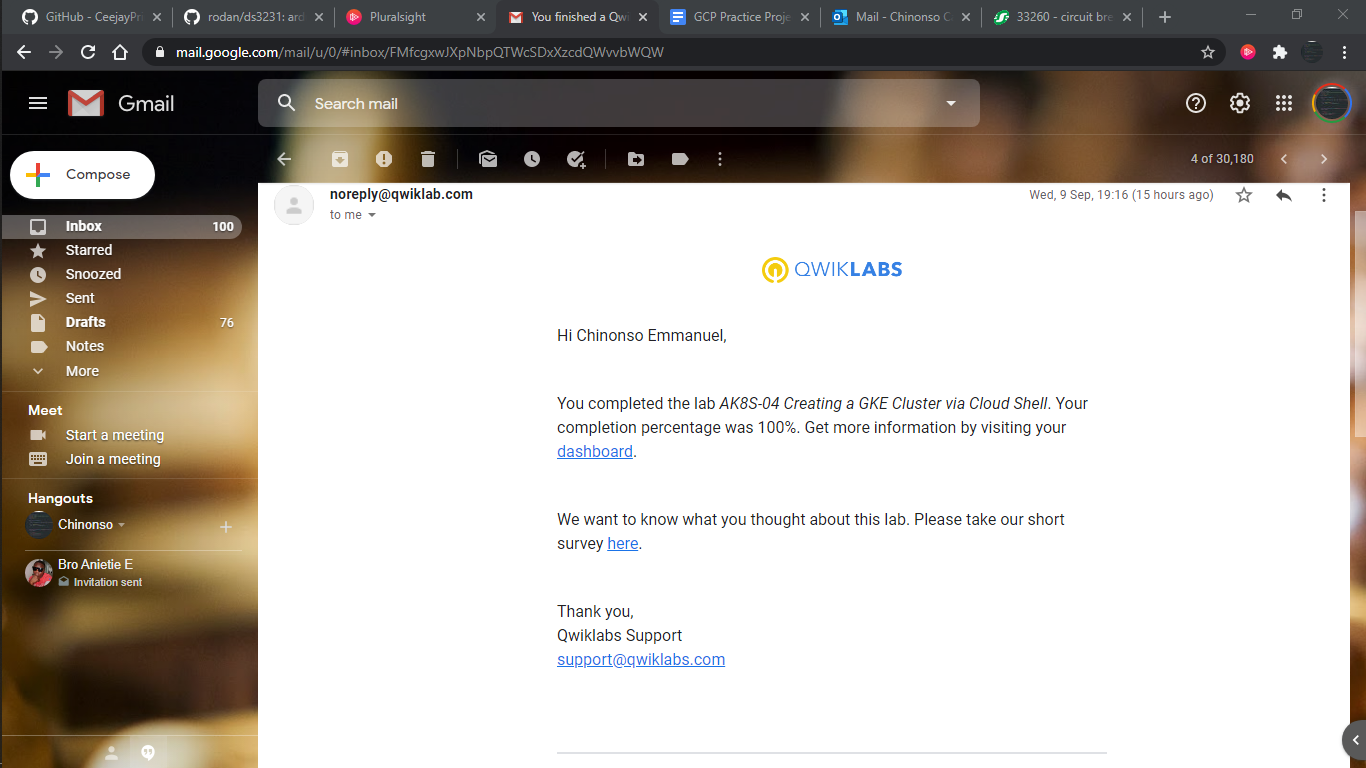 GitHub - CeejayPri
rodan/ds3231: ard
Pluralsight
You finished a Qwi
GCP Practice Proje
Mail - Chinonso C
33260 - circuit bre
mail.google.com/mail/u/0/#inbox/FMfcgxwJXpNbpQTWcSDxXzcdQWvvbWQW
Gmail
Search mail
Compose
4 of 30,180
Inbox 100
Starred
Snoozed
Sent
Drafts 76
Notes
More
Meet
Start a meeting
Join a meeting
Hangouts
Chinonso
Bro Anietie E
Invitation sent
noreply@qwiklab.com
Wed, 9 Sep, 19:16 (15 hours ago)
to me
QWIKLABS
Hi Chinonso Emmanuel,
You completed the lab AK8S-04 Creating a GKE Cluster via Cloud Shell. Your
completion percentage was 100%. Get more information by visiting your
dashboard.
We want to know what you thought about this lab. Please take our short
survey here.
Thank you,
Qwiklabs Support
support@qwiklabs.com